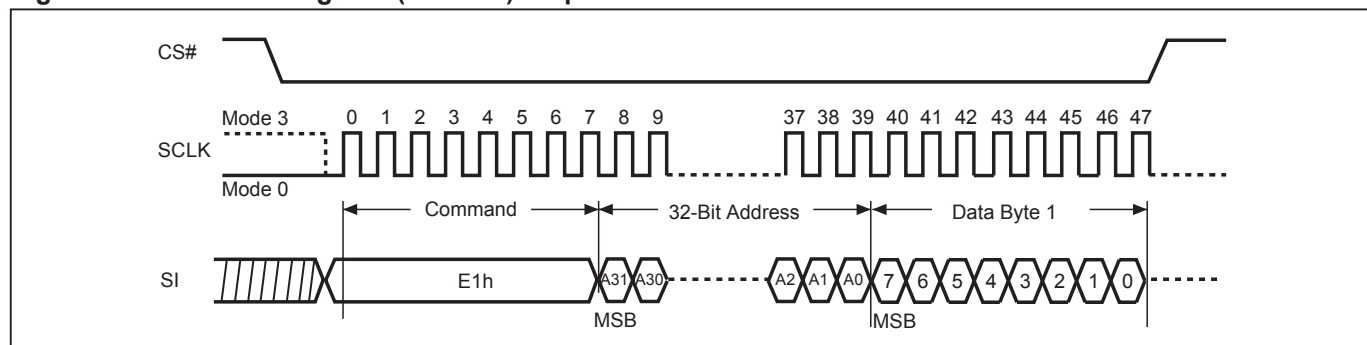 CS#
Mode 3
0 1 2 3 4 5 6 7 8 9 37 38 39 40 41 42 43 44 45 46 47
SCLK
Mode 0
Command 32-Bit Address Data Byte 1
SI E1h A31 A30 A2 A1 A0 7 6 5 4 3 2 1 0
MSB MSB